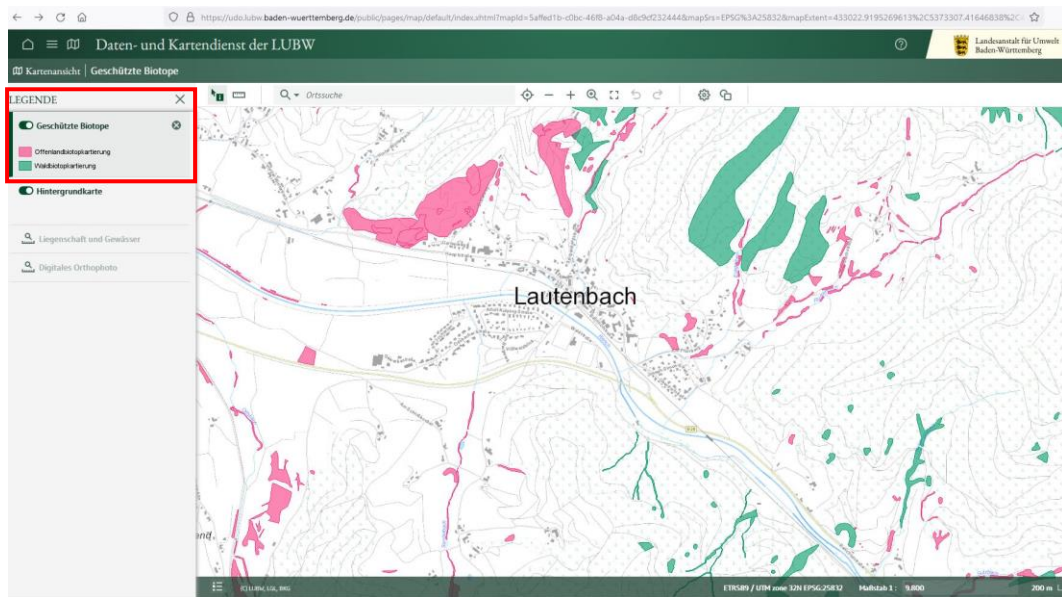 https://udo.lubw.baden-wuerttemberg.de/public/pages/map/default/index.xhtml?mapId=5affed1b-c0bc-46f8-a04a-d8c9cf232444&mapSrs=EPSG%3A25832&mapExtent=433022.9195269613%2C5373307.41646838%2C
Daten- und Kartendienst der LUBW
Landesanstalt für Umwelt
Baden-Württemberg
Kartenansicht | Geschützte Biotope
LEGENDE
Ortssuche
Geschützte Biotope
Offenlandbiotopkartierung
Waldbiotopkartierung
Hintergrundkarte
Liegenschaft und Gewässer
Digitales Orthophoto
Lautenbach
(C) LUBW, LGL, BKG
ETRS89 / UTM zone 32N EPSG:25832
Maßstab 1: 9.800
200 m